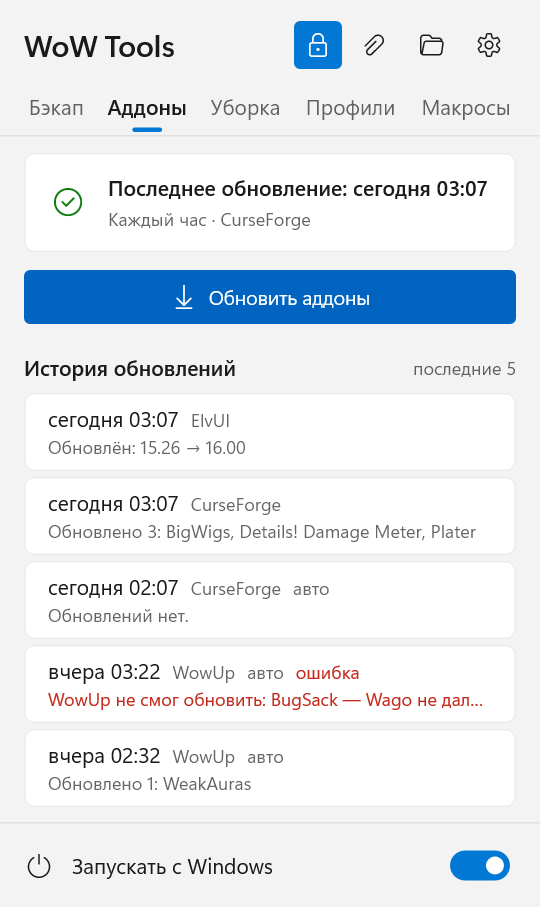 WoW Tools
Бэкап Аддоны Уборка Профили Макросы
Последнее обновление: сегодня 03:07
Каждый час · CurseForge
Обновить аддоны
История обновлений последние 5
сегодня 03:07 ElvUI
Обновлён: 15.26 → 16.00
сегодня 03:07 CurseForge
Обновлено 3: BigWigs, Details! Damage Meter, Plater
сегодня 02:07 CurseForge авто
Обновлений нет.
вчера 03:22 WowUp авто ошибка
WowUp не смог обновить: BugSack — Wago не дал...
вчера 02:32 WowUp авто
Обновлено 1: WeakAuras
Запускать с Windows